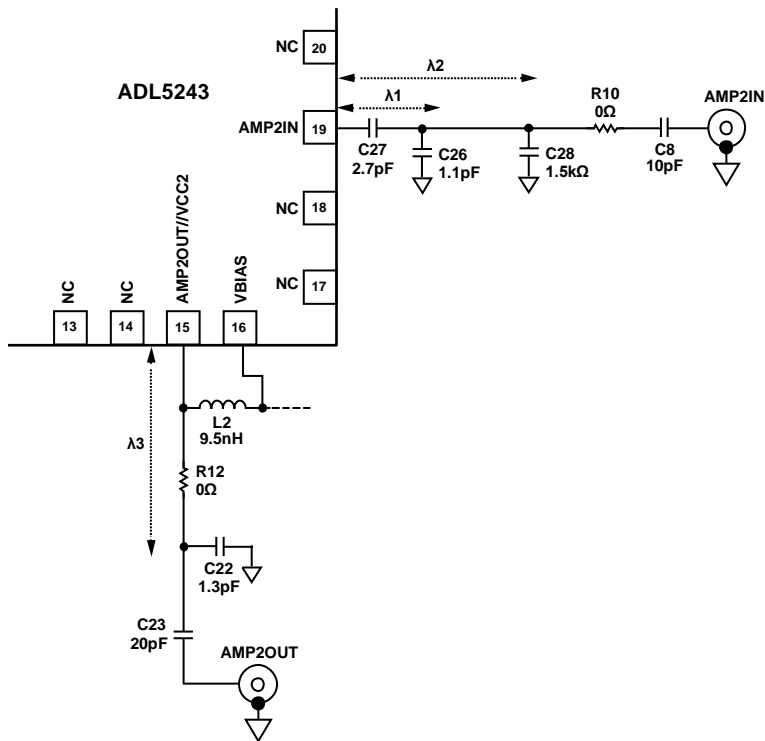 NC
20
ADL5243
λ2
λ1
R10
0Ω
AMP2IN
AMP2IN
19
C27
2.7pF
C26
1.1pF
C28
1.5kΩ
C8
10pF
NC
18
AMP2OUT//VCC2
VBIAS
NC
NC
NC
17
13
14
15
16
L2
9.5nH
λ3
R12
0Ω
C22
1.3pF
C23
20pF
AMP2OUT